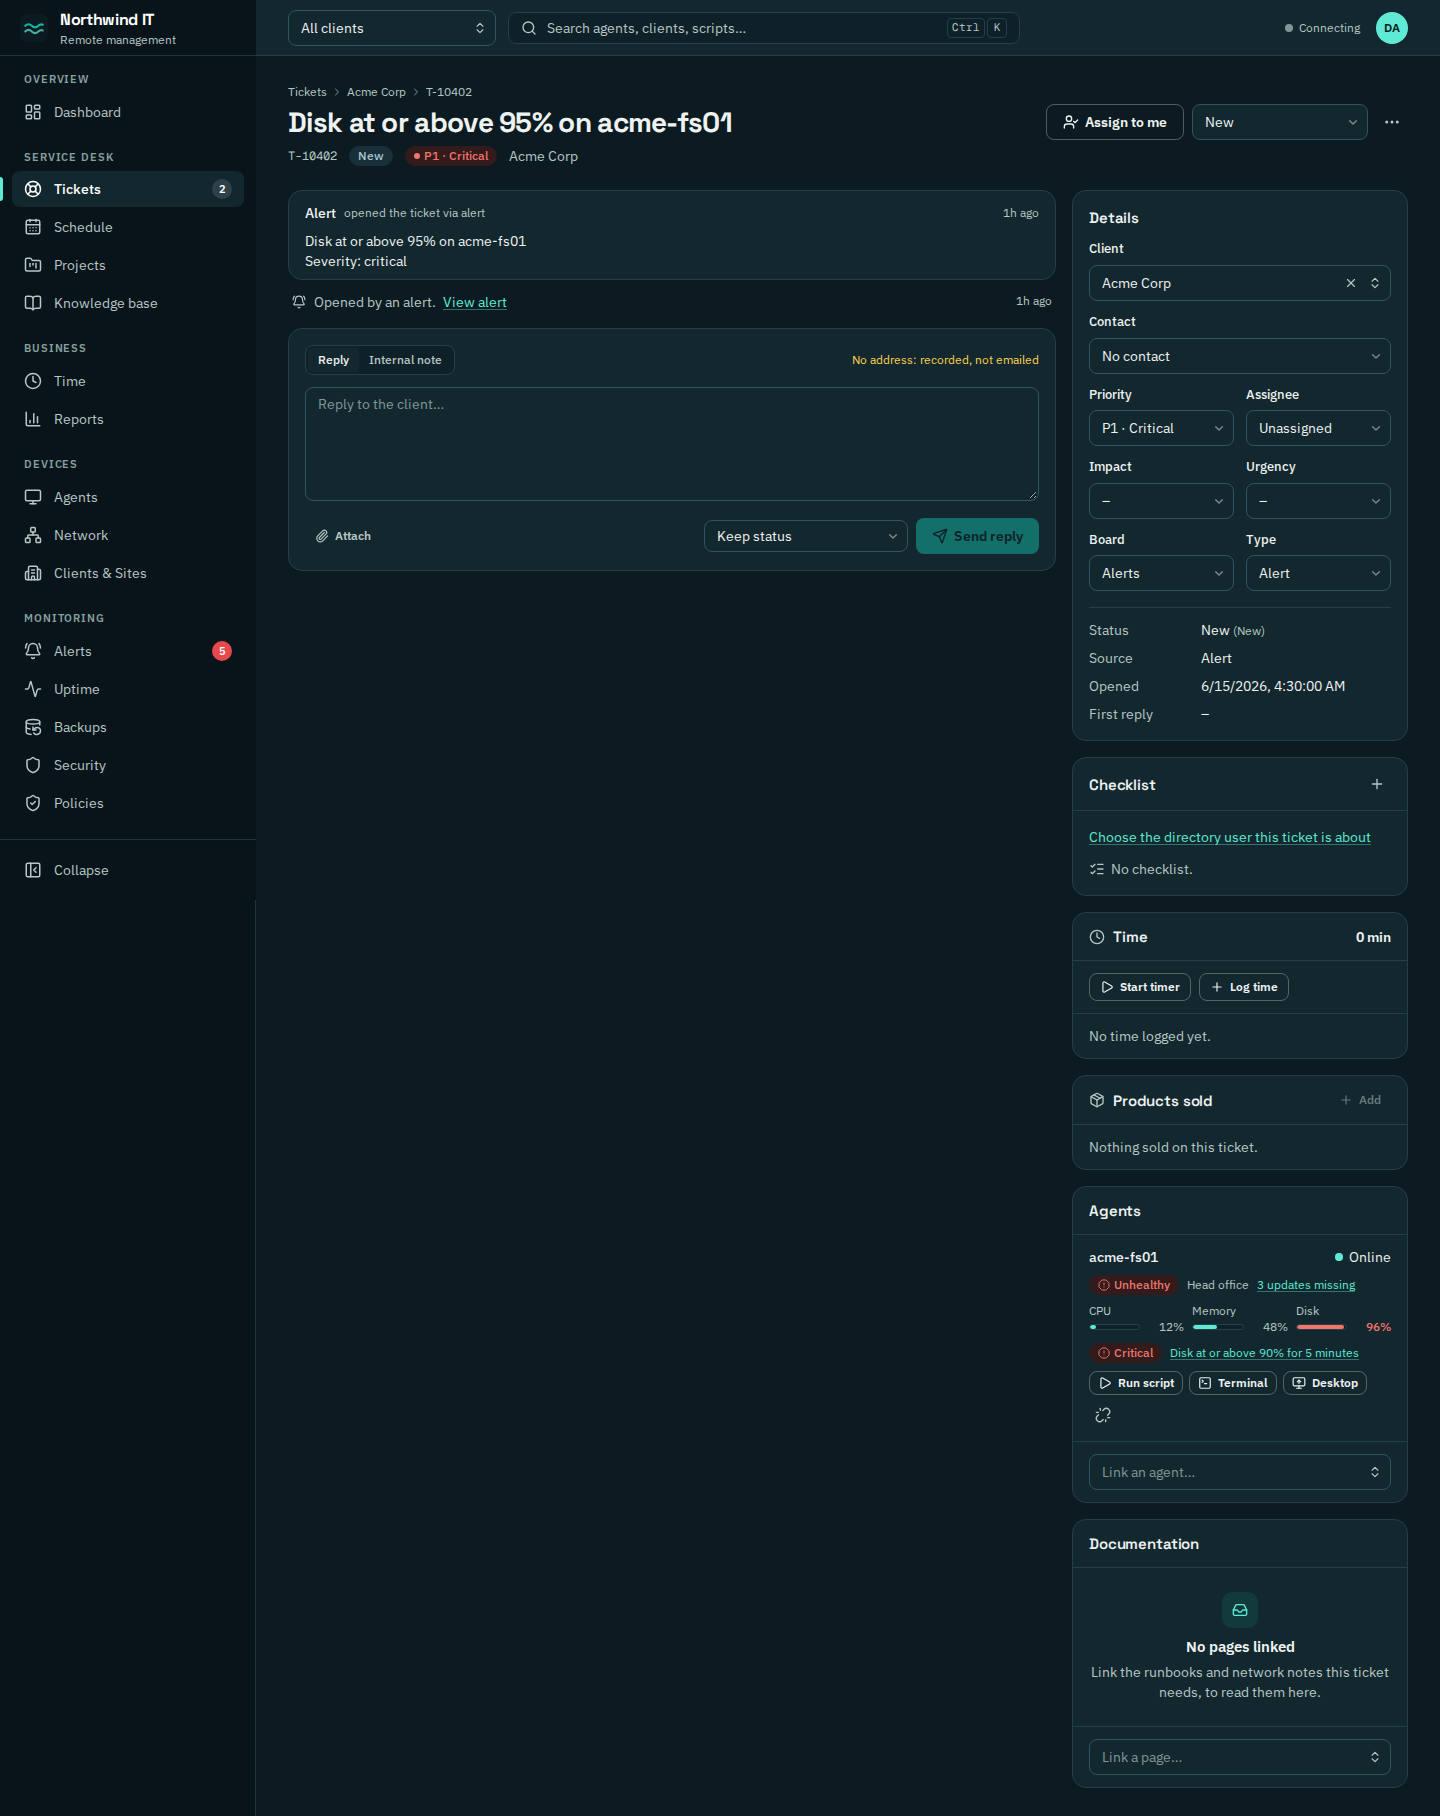 Northwind IT
Remote management
All clients
Search agents, clients, scripts...
Ctrl K
Connecting
DA
OVERVIEW
Dashboard
SERVICE DESK
Tickets 2
Schedule
Projects
Knowledge base
BUSINESS
Time
Reports
DEVICES
Agents
Network
Clients & Sites
MONITORING
Alerts 5
Uptime
Backups
Security
Policies
Collapse
Tickets > Acme Corp > T-10402
Disk at or above 95% on acme-fs01
T-10402 New P1 · Critical Acme Corp
Assign to me
New
Alert opened the ticket via alert 1h ago
Disk at or above 95% on acme-fs01
Severity: critical
Opened by an alert. View alert 1h ago
Reply Internal note No address: recorded, not emailed
Reply to the client...
Attach Keep status Send reply
Details
Client
Acme Corp
Contact
No contact
Priority Assignee
P1 · Critical Unassigned
Impact Urgency
– –
Board Type
Alerts Alert
Status New (New)
Source Alert
Opened 6/15/2026, 4:30:00 AM
First reply –
Checklist
Choose the directory user this ticket is about
No checklist.
Time 0 min
Start timer Log time
No time logged yet.
Products sold Add
Nothing sold on this ticket.
Agents
acme-fs01 Online
Unhealthy Head office 3 updates missing
CPU Memory Disk
12% 48% 96%
Critical Disk at or above 90% for 5 minutes
Run script Terminal Desktop
Link an agent...
Documentation
No pages linked
Link the runbooks and network notes this ticket
needs, to read them here.
Link a page...